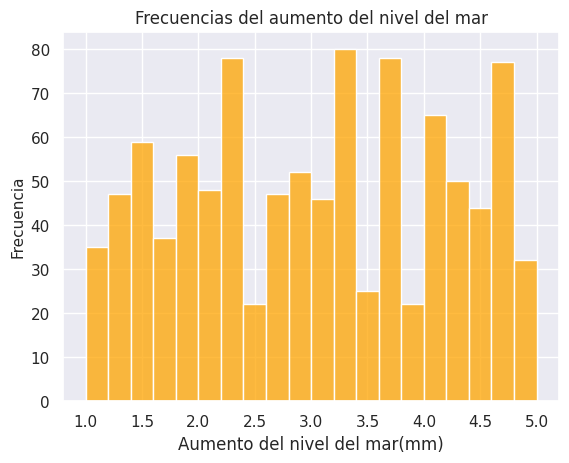 Frecuencias del aumento del nivel del mar
80
70
60
50
40
30
20
10
0
Frecuencia
1.0 1.5 2.0 2.5 3.0 3.5 4.0 4.5 5.0
Aumento del nivel del mar(mm)